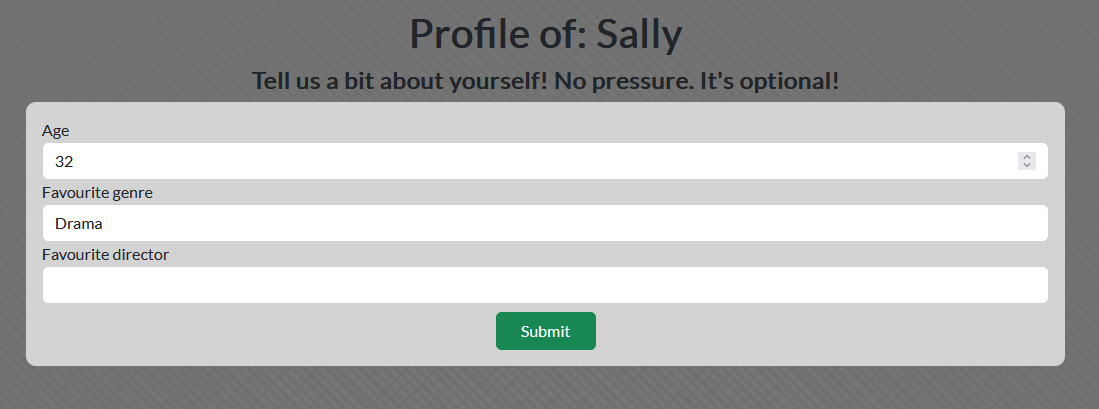 Profile of: Sally
Tell us a bit about yourself! No pressure. It's optional!
Age
32
Favourite genre
Drama
Favourite director
Submit